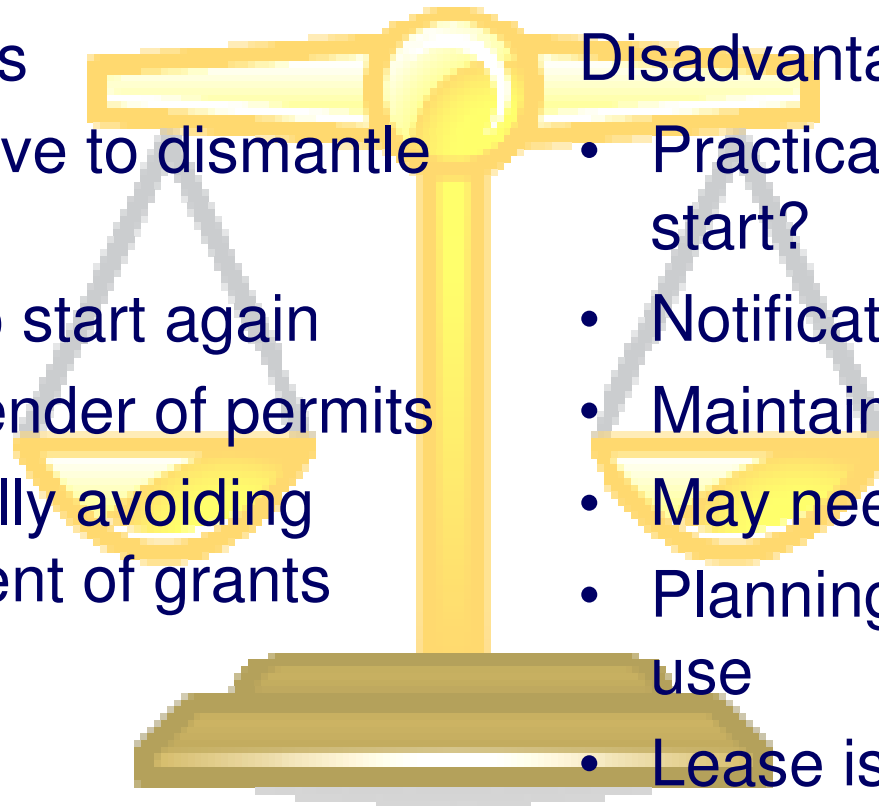 s
ve to dismantle
start again
ender of permits
lly avoiding
ent of grants
Disadvanta
• Practica
start?
• Notificat
• Maintain
• May nee
• Planning
use
• Lease is